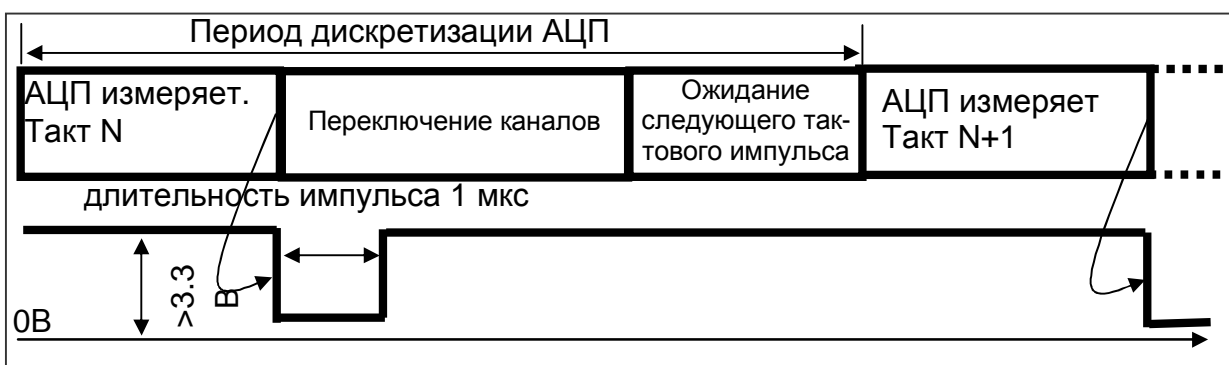 Период дискретизации АЦП
АЦП измеряет.
Такт N
Переключение каналов
Ожидание
следующего так-
тового импульса
АЦП измеряет
Такт N+1
длительность импульса 1 мкс
>3.3
В
0В